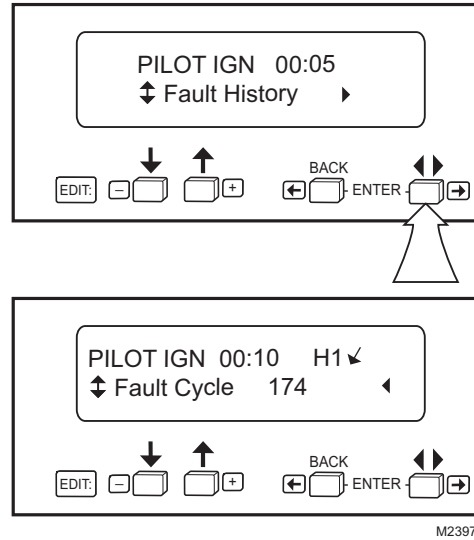 PILOT IGN 00:05
↕ Fault History ▶
↓ ↑ BACK ◀ ▶
EDIT: − + ← ENTER →
PILOT IGN 00:10 H1↙
↕ Fault Cycle 174 ◀
↓ ↑ BACK ◀ ▶
EDIT: − + ← ENTER →
M2397